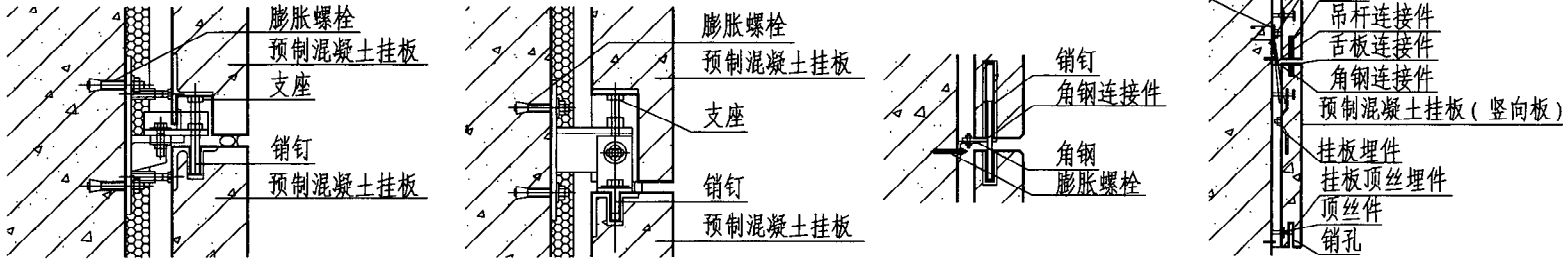 膨胀螺栓
预制混凝土挂板
支座
销钉
预制混凝土挂板
膨胀螺栓
预制混凝土挂板
支座
销钉
预制混凝土挂板
销钉
角钢连接件
角钢
膨胀螺栓
吊杆连接件
舌板连接件
角钢连接件
预制混凝土挂板(竖向板)
挂板埋件
挂板顶丝埋件
顶丝件
销孔